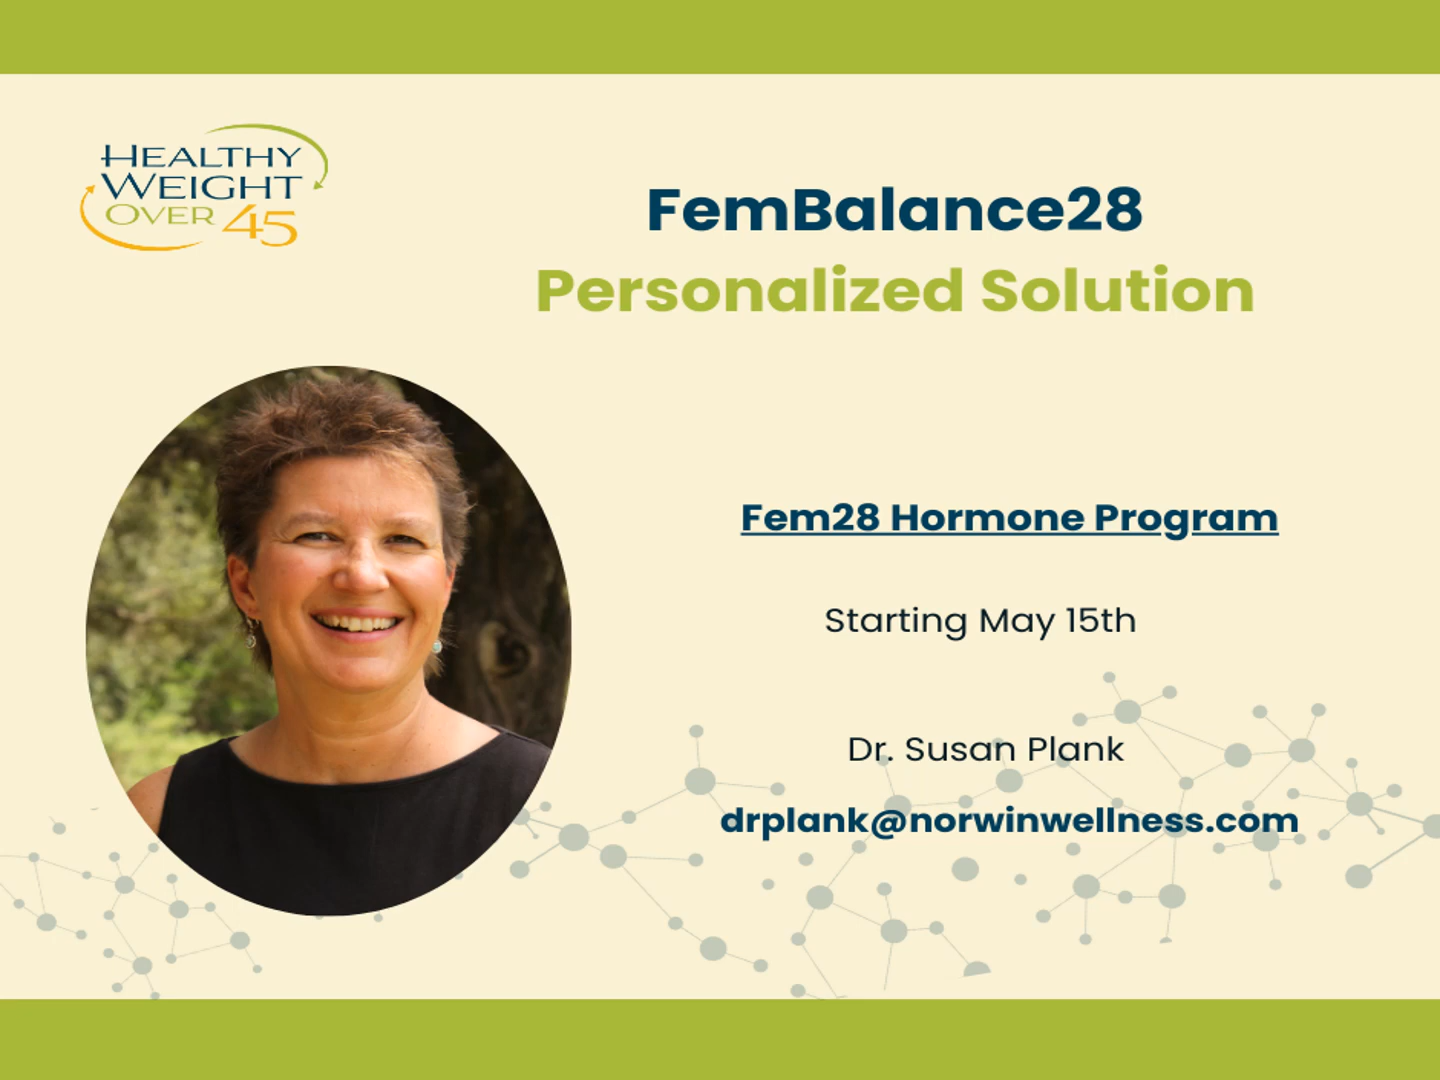 HEALTHY
WEIGHT
OVER 45
FemBalance28
Personalized Solution
Fem28 Hormone Program
Starting May 15th
Dr. Susan Plank
drplank@norwinwellness.com